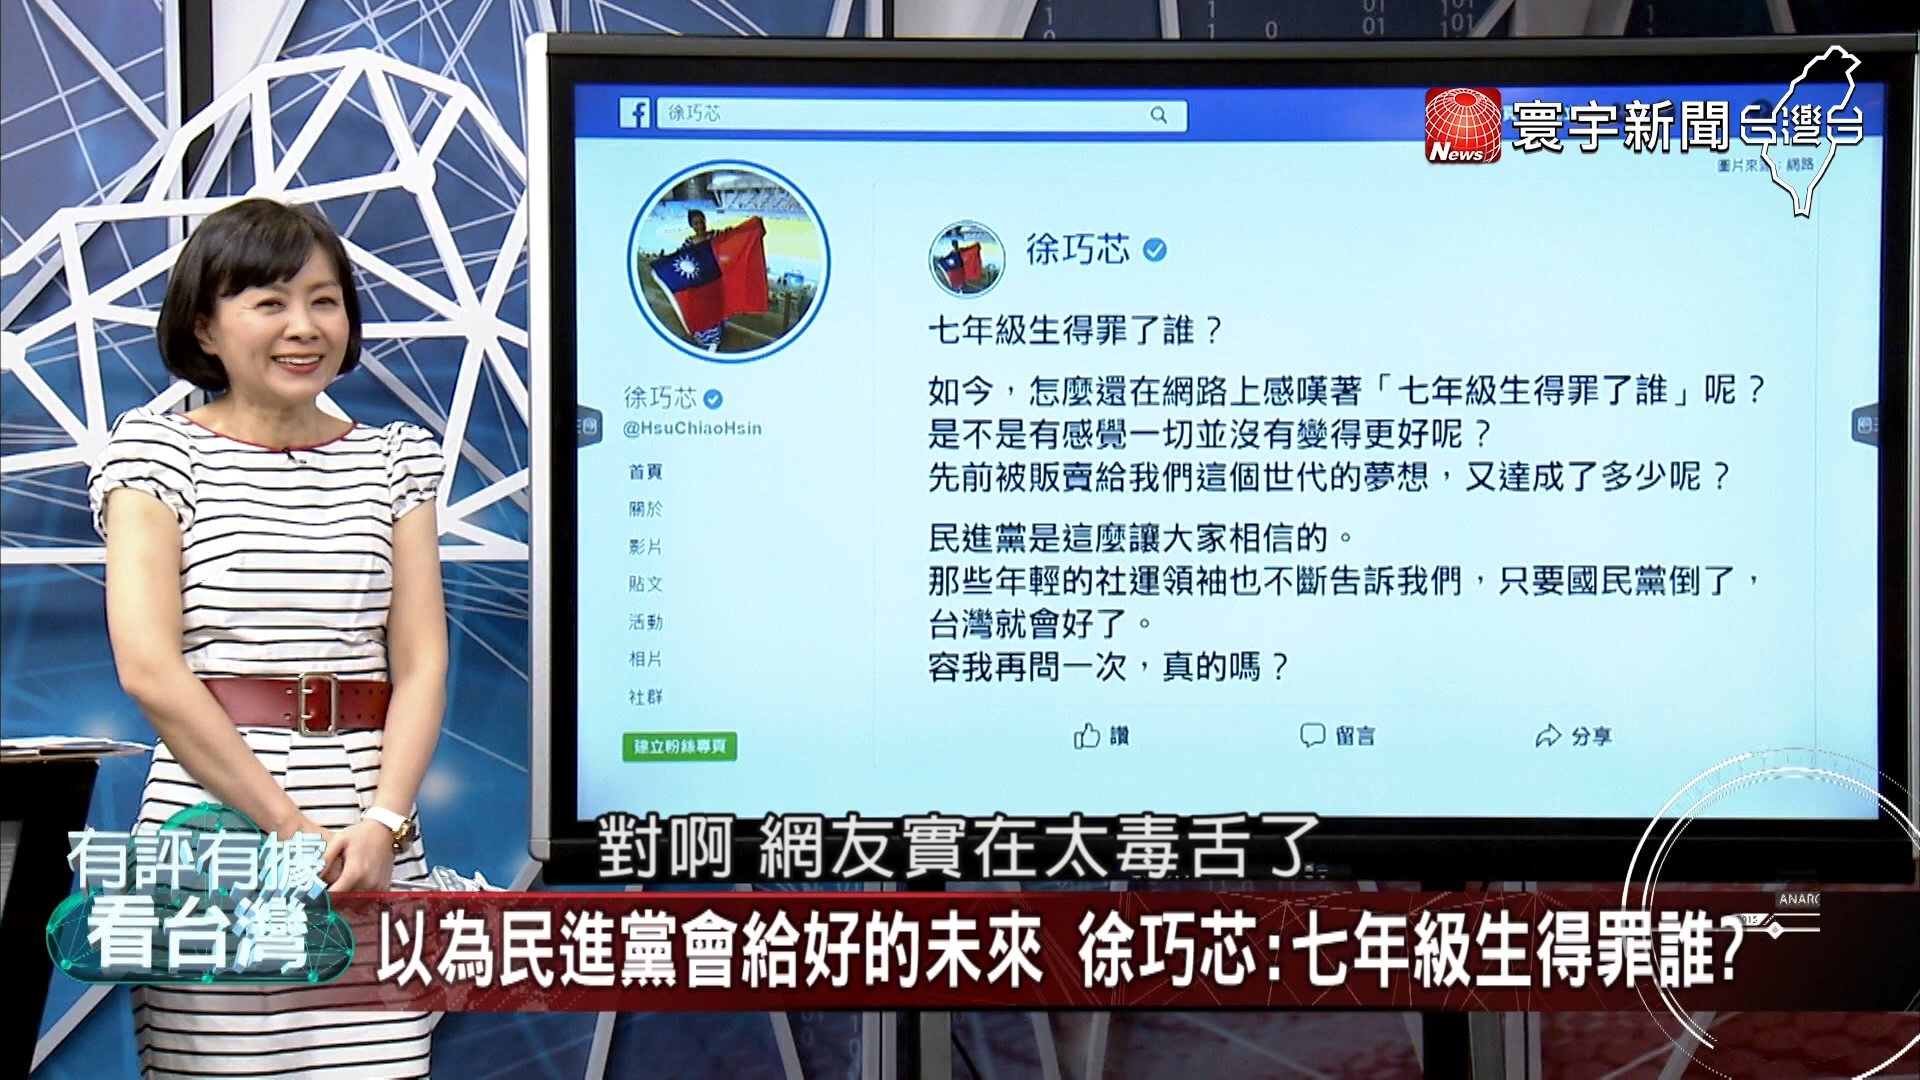 徐巧芯
News 寰宇新聞 台灣台
圖片來源：網路
徐巧芯
@HsuChiaoHsin
首頁
關於
影片
貼文
活動
相片
社群
建立粉絲專頁
徐巧芯
七年級生得罪了誰？
如今，怎麼還在網路上感嘆著「七年級生得罪了誰」呢？
是不是有感覺一切並沒有變得更好呢？
先前被販賣給我們這個世代的夢想，又達成了多少呢？
民進黨是這麼讓大家相信的。
那些年輕的社運領袖也不斷告訴我們，只要國民黨倒了，
台灣就會好了。
容我再問一次，真的嗎？
讚 留言 分享
對啊 網友實在太毒舌了
有評有據
看台灣
以為民進黨會給好的未來 徐巧芯:七年級生得罪誰?